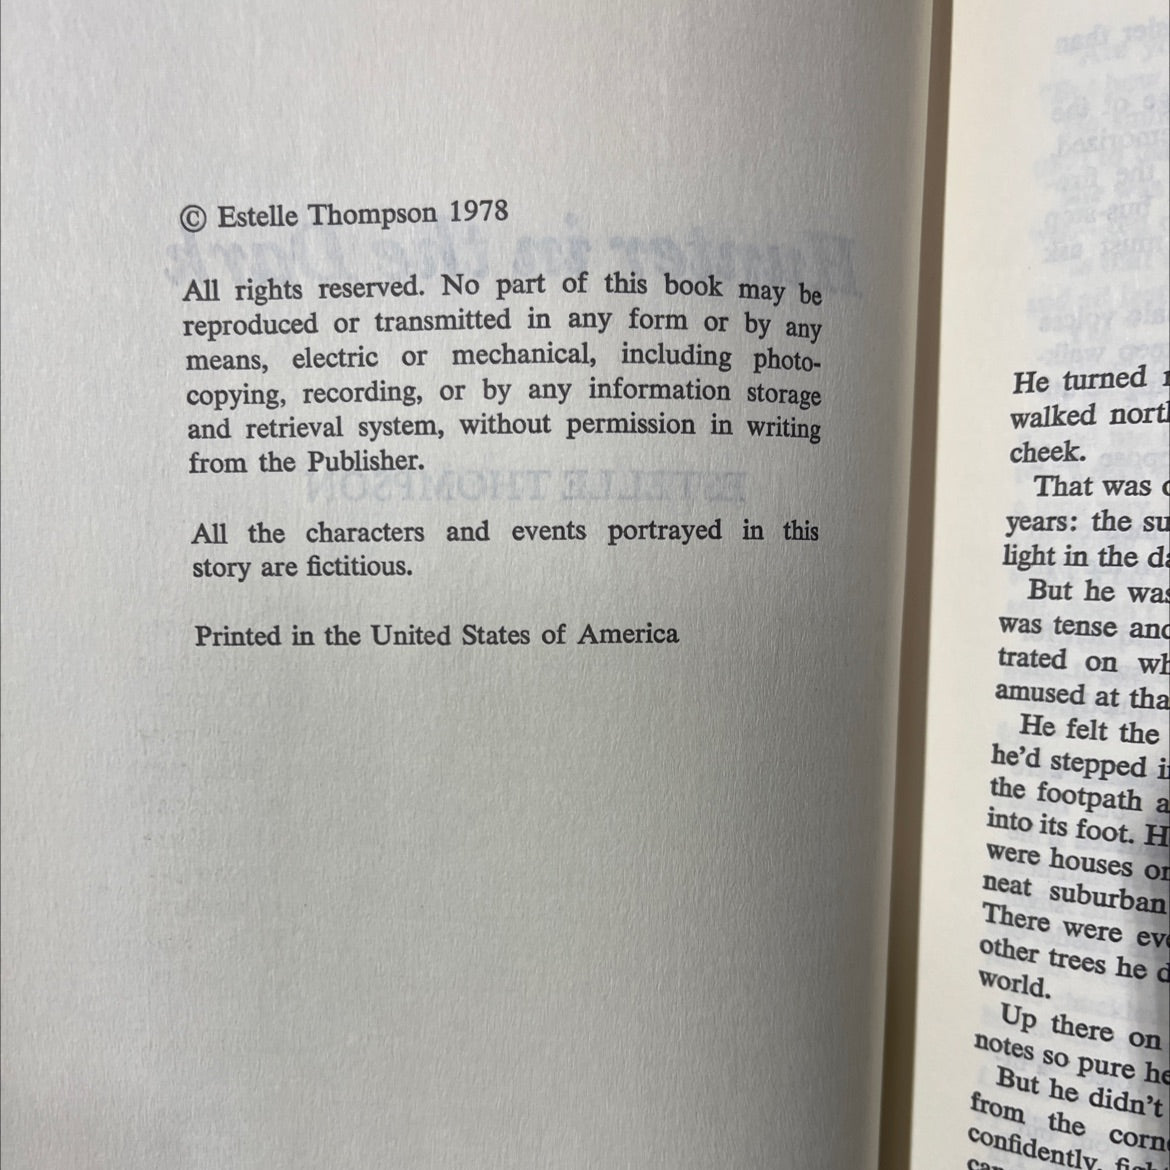 © Estelle Thompson 1978
All rights reserved. No part of this book may be
reproduced or transmitted in any form or by any
means, electric or mechanical, including photo-
copying, recording, or by any information storage
and retrieval system, without permission in writing
from the Publisher.
All the characters and events portrayed in this
story are fictitious.
Printed in the United States of America
He turned
walked
cheek.
That was
years: the
light in the
But he was
was tense
trated on
amused at
He felt the
he'd stepped
the footpath
into its foot.
were houses
neat suburban
There were
other trees he
world.
Up there on
notes so pure
But he didn't
from the
confidently